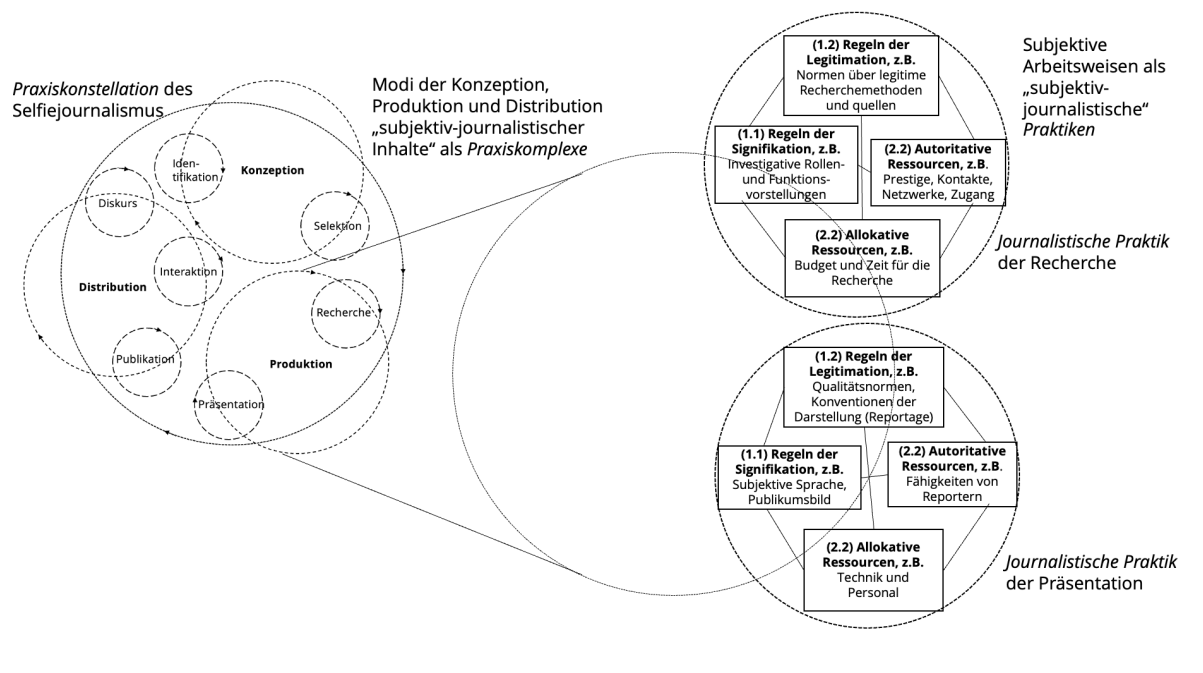 Praxiskonstellation des
Selfiejournalismus
Modi der Konzeption,
Produktion und Distribution
„subjektiv-journalistischer
Inhalte“ als Praxiskomplexe
Iden-
tifikation
Konzeption
Diskurs
Selektion
Interaktion
Distribution
Recherche
Publikation
Produktion
Präsentation
(1.2) Regeln der
Legitimation, z.B.
Normen über legitime
Recherchemethoden
und quellen
(1.1) Regeln der
Signifikation, z.B.
Investigative Rollen-
und Funktions-
vorstellungen
(2.2) Autoritative
Ressourcen, z.B.
Prestige, Kontakte,
Netzwerke, Zugang
(2.2) Allokative
Ressourcen, z.B.
Budget und Zeit für die
Recherche
Subjektive
Arbeitsweisen als
„subjektiv-
journalistische“
Praktiken
Journalistische Praktik
der Recherche
(1.2) Regeln der
Legitimation, z.B.
Qualitätsnormen,
Konventionen der
Darstellung (Reportage)
(1.1) Regeln der
Signifikation, z.B.
Subjektive Sprache,
Publikumsbild
(2.2) Autoritative
Ressourcen, z.B.
Fähigkeiten von
Reportern
(2.2) Allokative
Ressourcen, z.B.
Technik und
Personal
Journalistische Praktik
der Präsentation